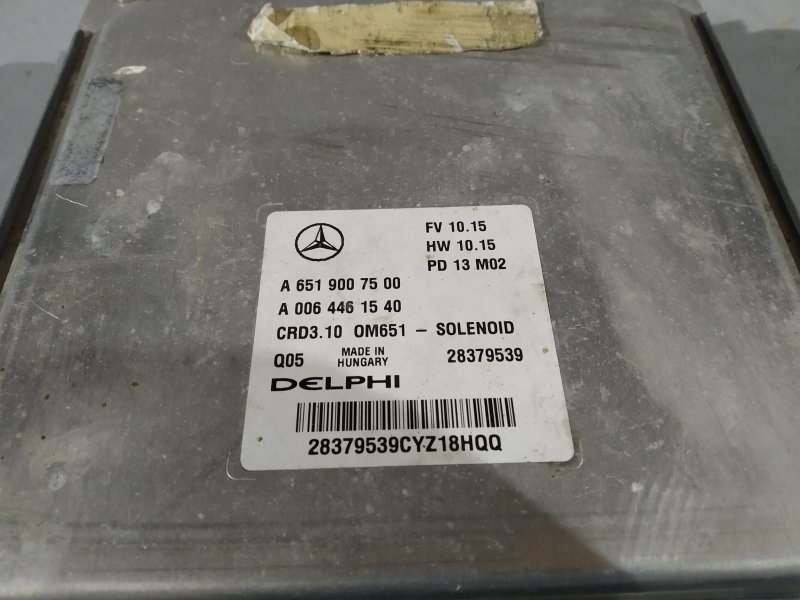 FV 10.15
HW 10.15
PD 13 M02
A 651 900 75 00
A 006 446 15 40
CRD3.10 OM651 - SOLENOID
Q05 MADE IN HUNGARY 28379539
DELPHI
28379539CYZ18HQQ